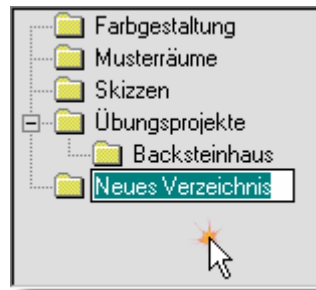 Farbgestaltung
Musterräume
Skizzen
Übungsprojekte
Backsteinhaus
Neues Verzeichnis